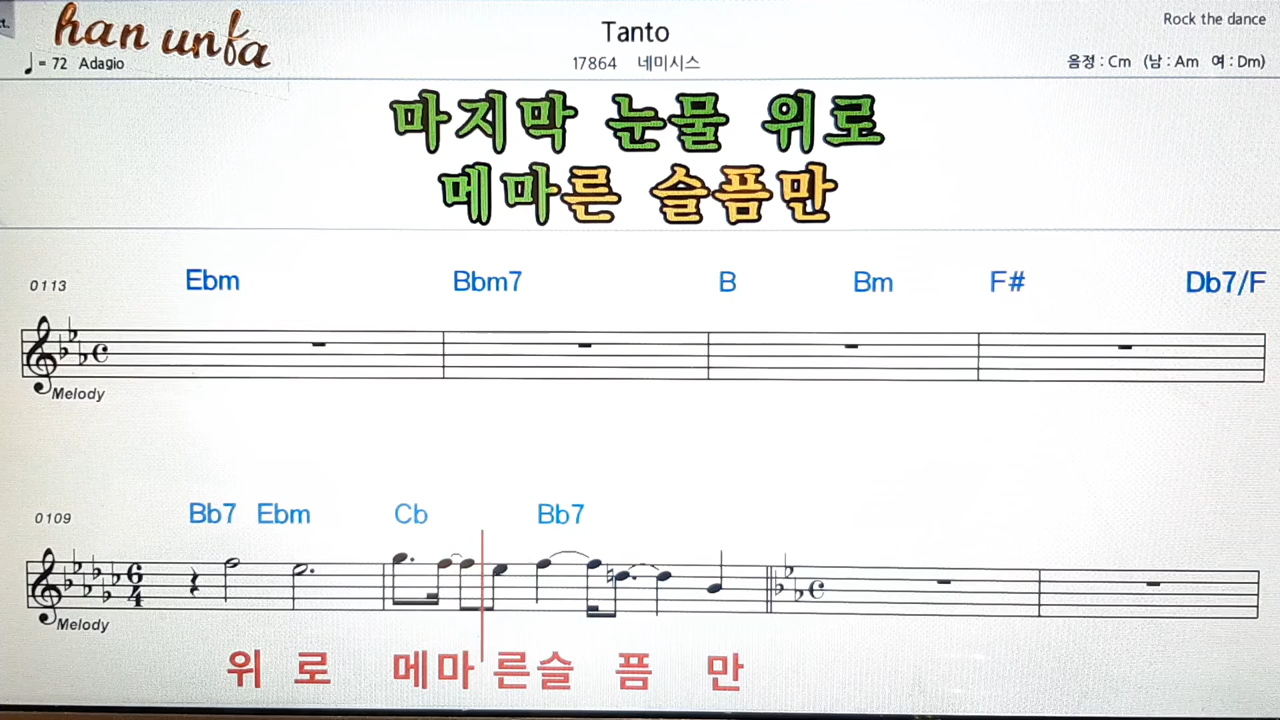 han unfa
Tanto
Rock the dance
♩ = 72 Adagio
17864 네미시스
음정 : Cm (남 : Am 여 : Dm)
마지막 눈물 위로
메마른 슬픔만
0113
Ebm Bbm7 B Bm F# Db7/F
Melody
0109
Bb7 Ebm Cb Bb7
6
4
Melody
위 로 메마 른슬 픔 만